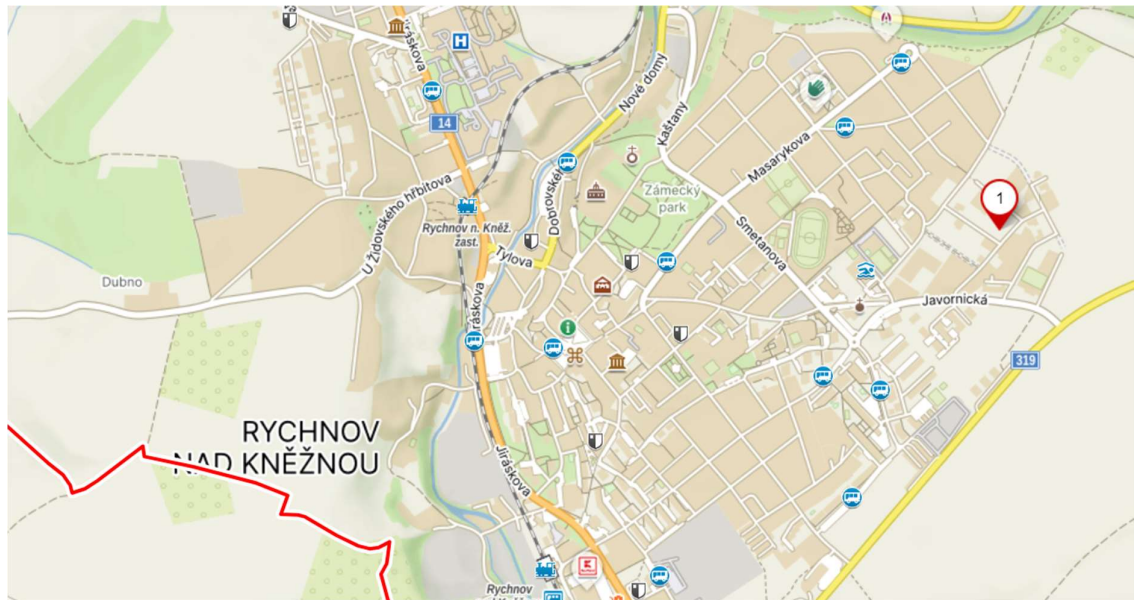 Jiráskova
H
14
Nové domy
Kaštany
Masarykova
1
U Židovského hřbitova
Dobrovského
Zámecký
park
Rychnov n. Kněž.
zast.
Smetanova
Tylova
Dubno
Jiráskova
Javornická
i
319
RYCHNOV
NAD KNĚŽNOU
Jiráskova
K
Rychnov